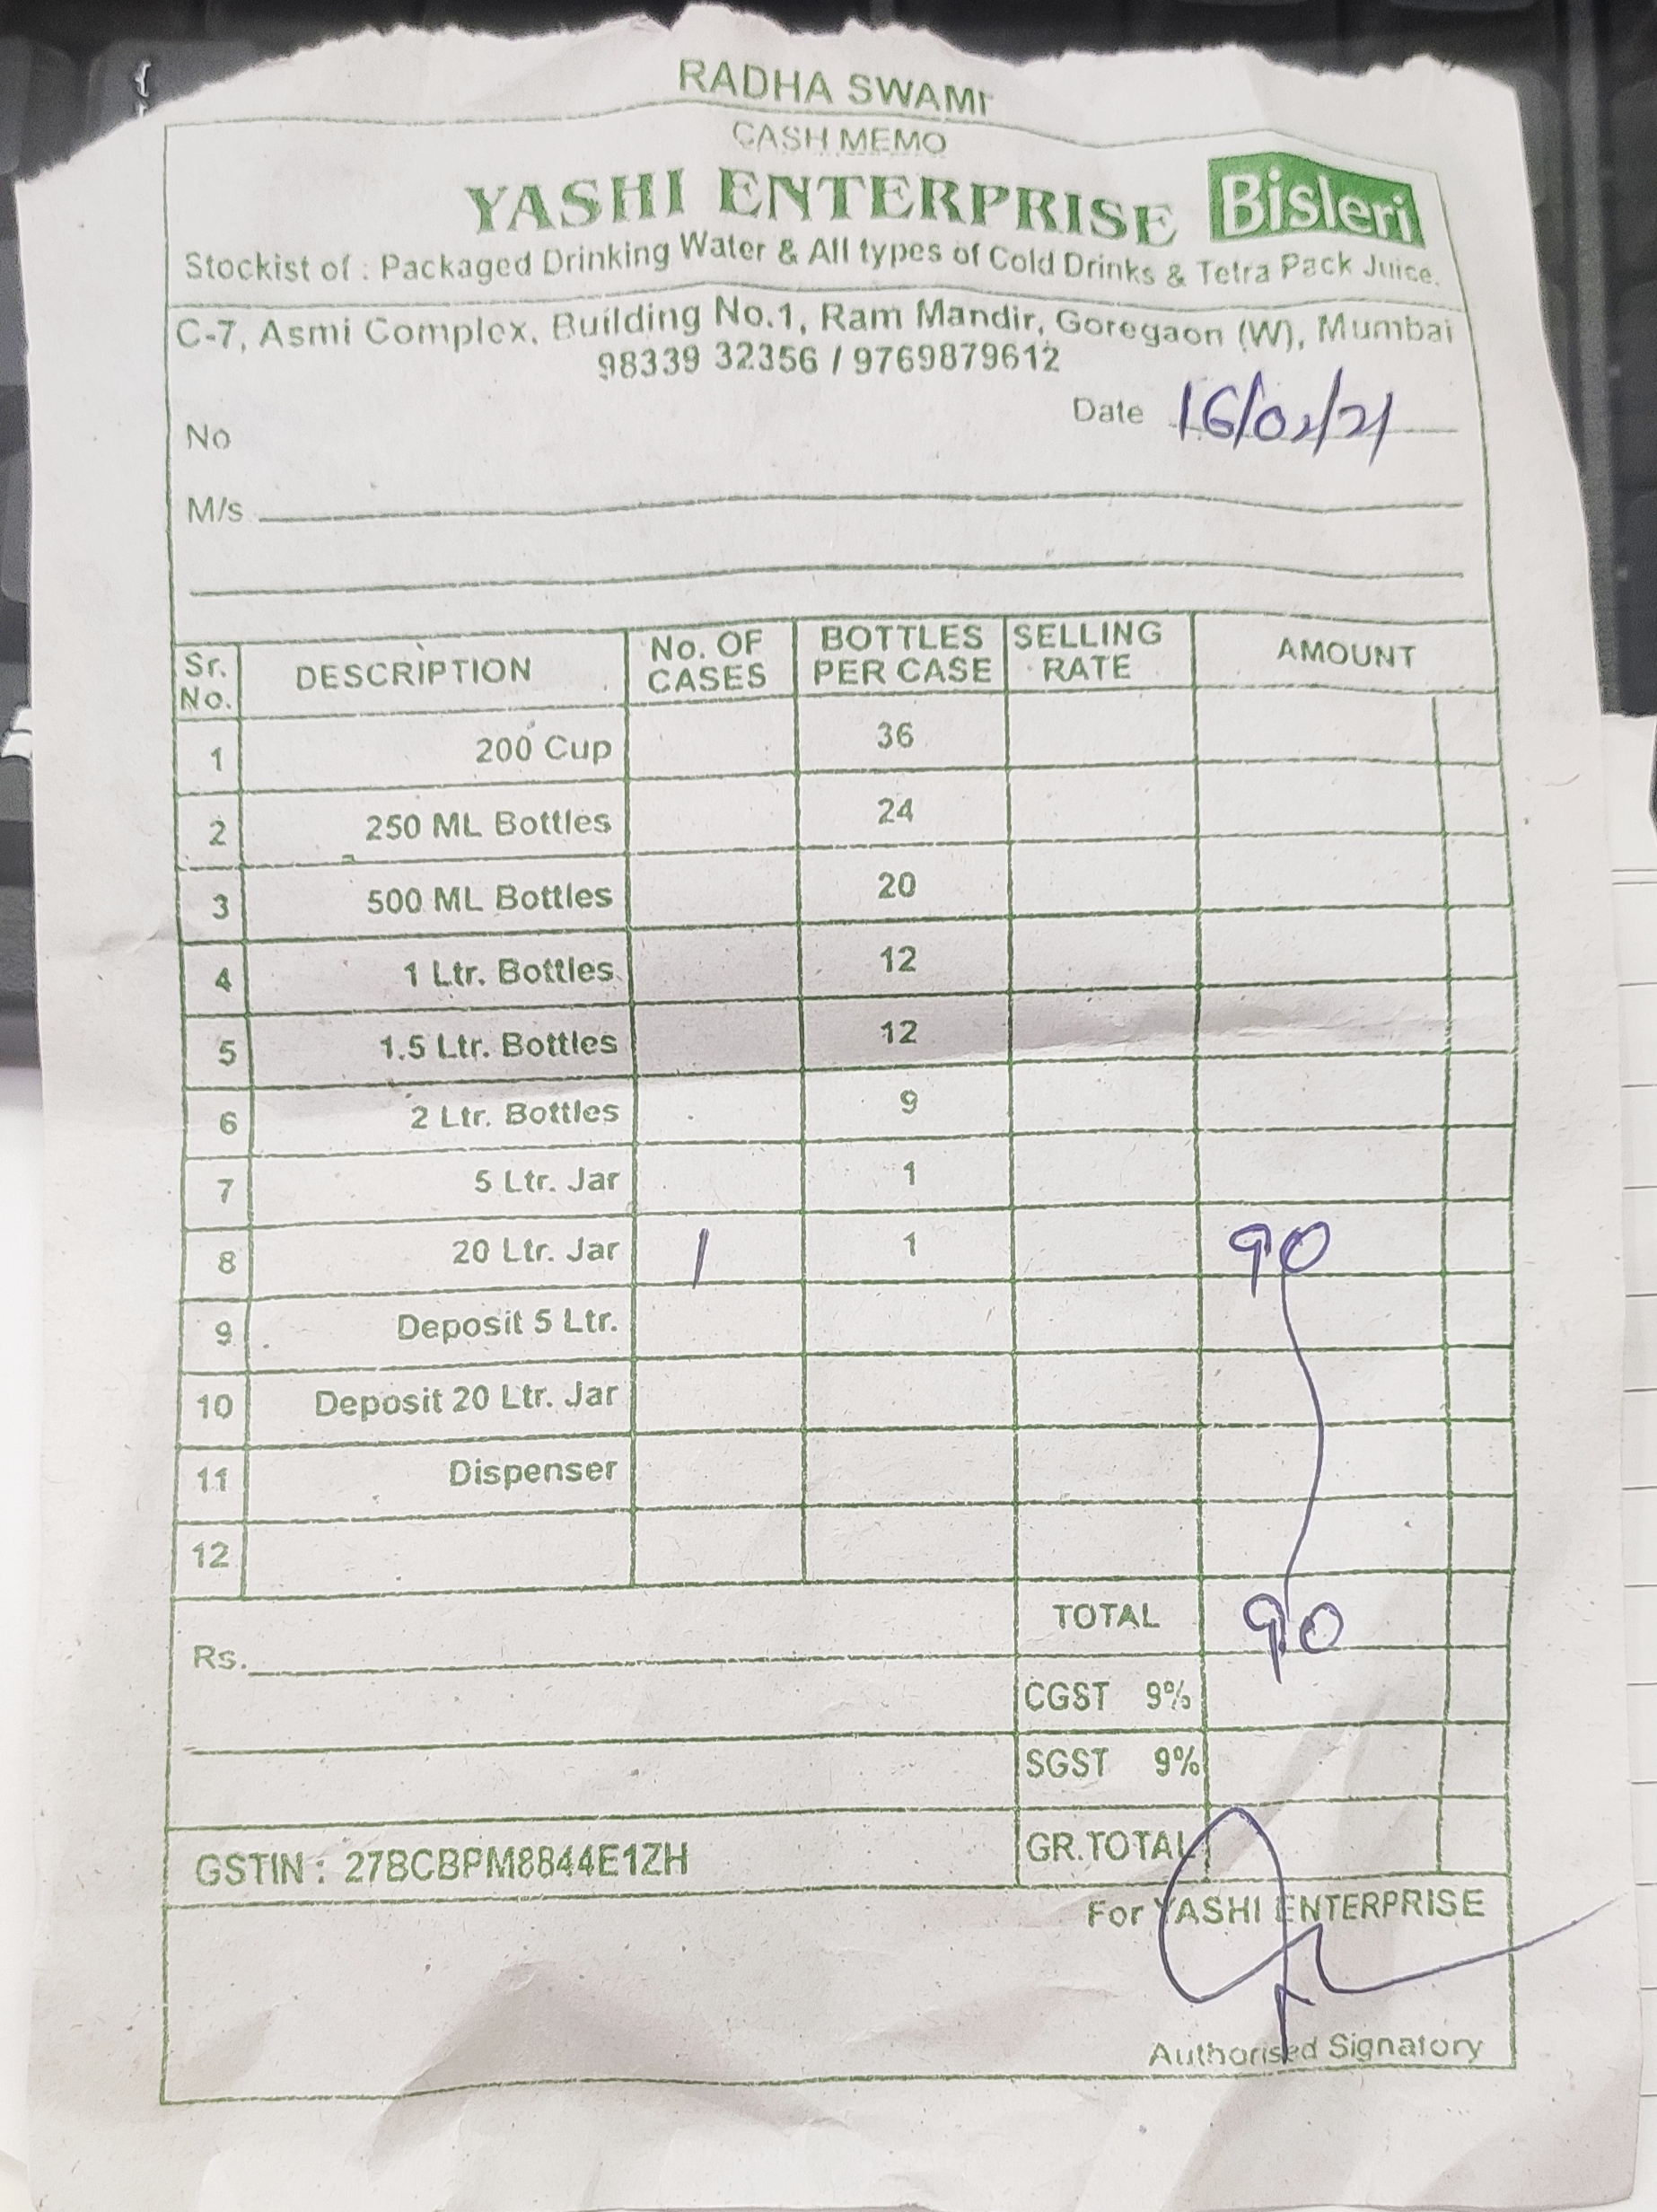 RADHA SWAMI
CASH MEMO
YASHI ENTERPRISE Bisleri
Stockist of : Packaged Drinking Water & All types of Cold Drinks & Tetra Pack Juice.
C-7, Asmi Complex, Building No.1, Ram Mandir, Goregaon (W), Mumbai
98339 32356 / 9769879612
No Date 16/02/21
M/s
Sr. No. DESCRIPTION No. OF CASES BOTTLES PER CASE SELLING RATE AMOUNT
1 200 Cup 36
2 250 ML Bottles 24
3 500 ML Bottles 20
4 1 Ltr. Bottles 12
5 1.5 Ltr. Bottles 12
6 2 Ltr. Bottles 9
7 5 Ltr. Jar 1
8 20 Ltr. Jar 1 1 90
9 Deposit 5 Ltr.
10 Deposit 20 Ltr. Jar
11 Dispenser
12
TOTAL 90
Rs.
CGST 9%
SGST 9%
GSTIN : 27BCBPM8844E1ZH GR.TOTAL
For YASHI ENTERPRISE
Authorised Signatory